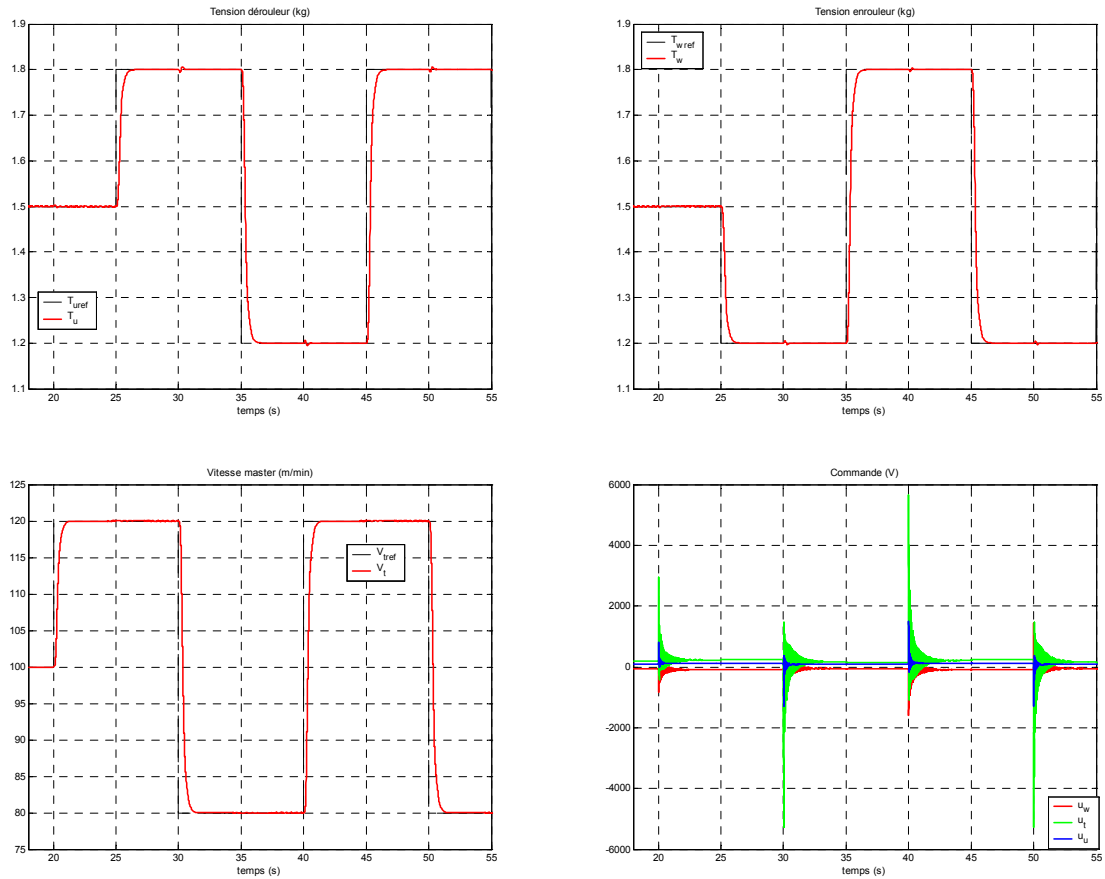 Tension dérouleur (kg)
1.9
1.8
1.7
1.6
1.5
1.4
1.3
1.2
1.1
T_uref
T_u
20 25 30 35 40 45 50 55
temps (s)
Tension enrouleur (kg)
1.9
1.8
1.7
1.6
1.5
1.4
1.3
1.2
1.1
T_w ref
T_w
20 25 30 35 40 45 50 55
temps (s)
Vitesse master (m/min)
125
120
115
110
105
100
95
90
85
80
75
V_tref
V_t
20 25 30 35 40 45 50 55
temps (s)
Commande (V)
6000
4000
2000
0
-2000
-4000
-6000
u_w
u_t
u_u
20 25 30 35 40 45 50 55
temps (s)